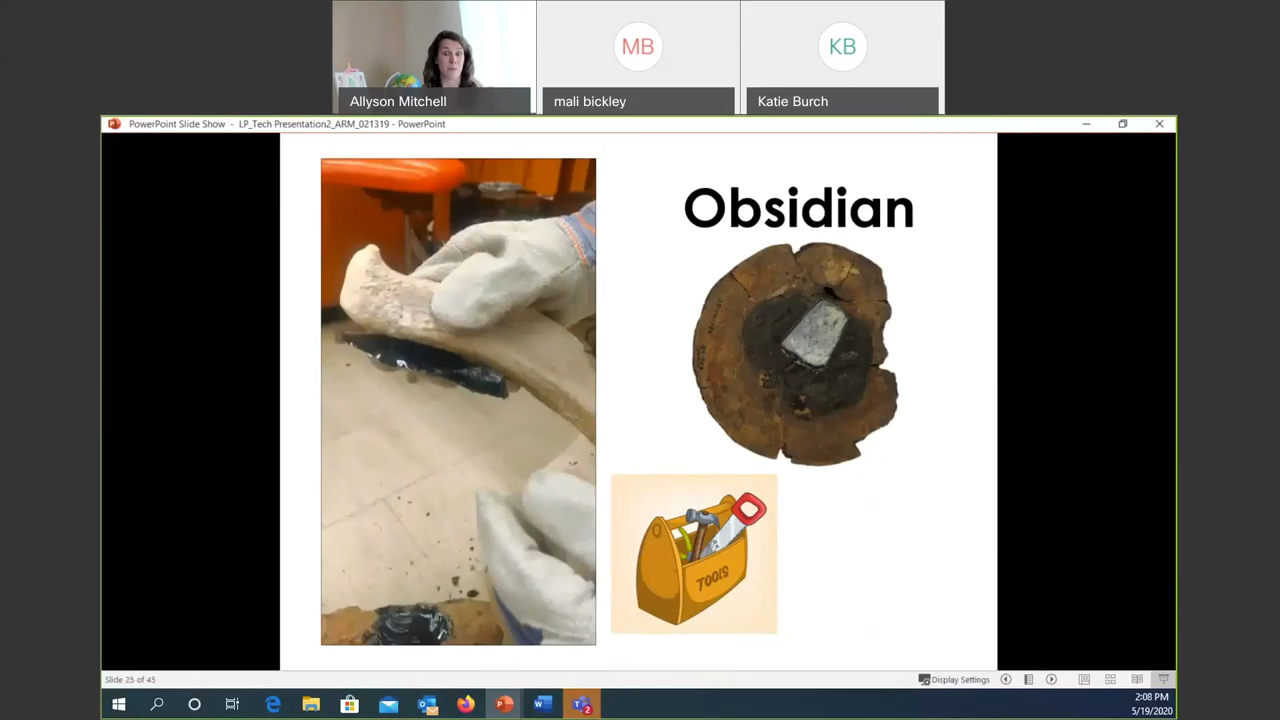 MB
KB
Allyson Mitchell
mali bickley
Katie Burch
PowerPoint Slide Show - LP_Tech Presentation2_ARM_021319 - PowerPoint
Obsidian
TOOLS
Slide 25 of 45
Display Settings
2:08 PM
5/19/2020